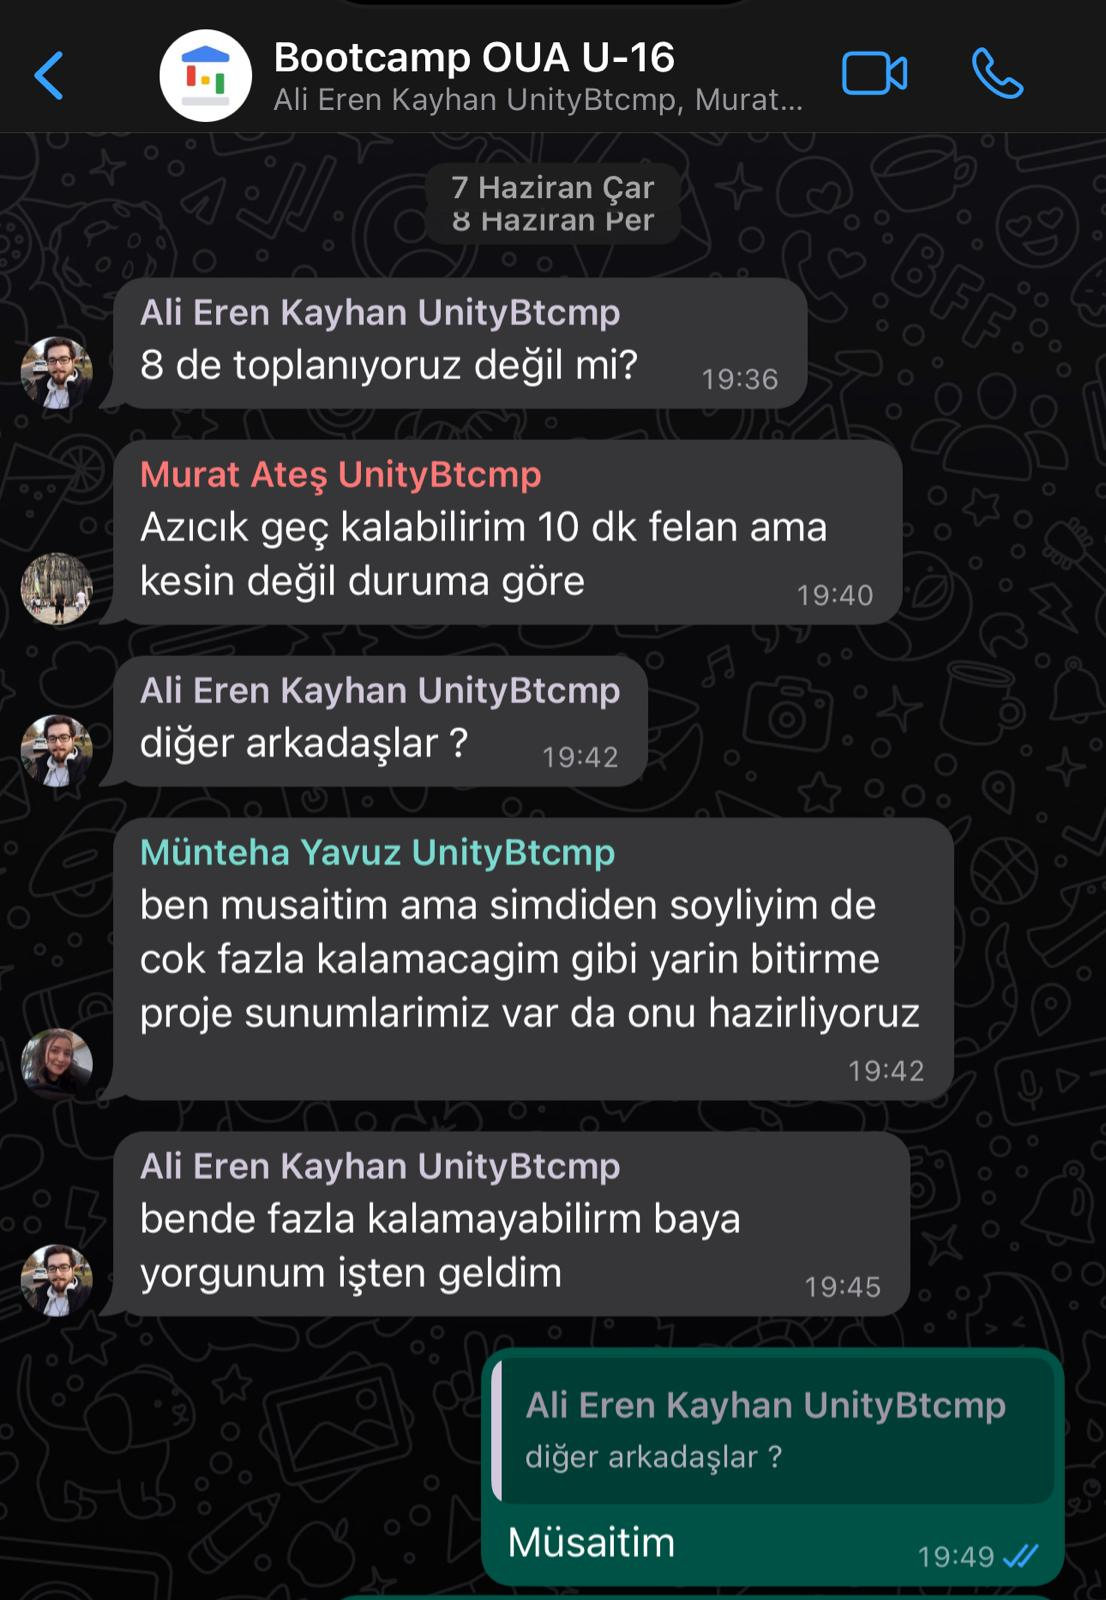 Bootcamp OUA U-16
Ali Eren Kayhan UnityBtcmp, Murat...
7 Haziran Çar
8 Haziran Per
Ali Eren Kayhan UnityBtcmp
8 de toplanıyoruz değil mi?
19:36
Murat Ateş UnityBtcmp
Azıcık geç kalabilirim 10 dk felan ama
kesin değil duruma göre
19:40
Ali Eren Kayhan UnityBtcmp
diğer arkadaşlar ?
19:42
Münteha Yavuz UnityBtcmp
ben musaitim ama simdiden soyliyim de
cok fazla kalamacagim gibi yarin bitirme
proje sunumlarimiz var da onu hazirliyoruz
19:42
Ali Eren Kayhan UnityBtcmp
bende fazla kalamayabilirm baya
yorgunum işten geldim
19:45
Ali Eren Kayhan UnityBtcmp
diğer arkadaşlar ?
Müsaitim
19:49